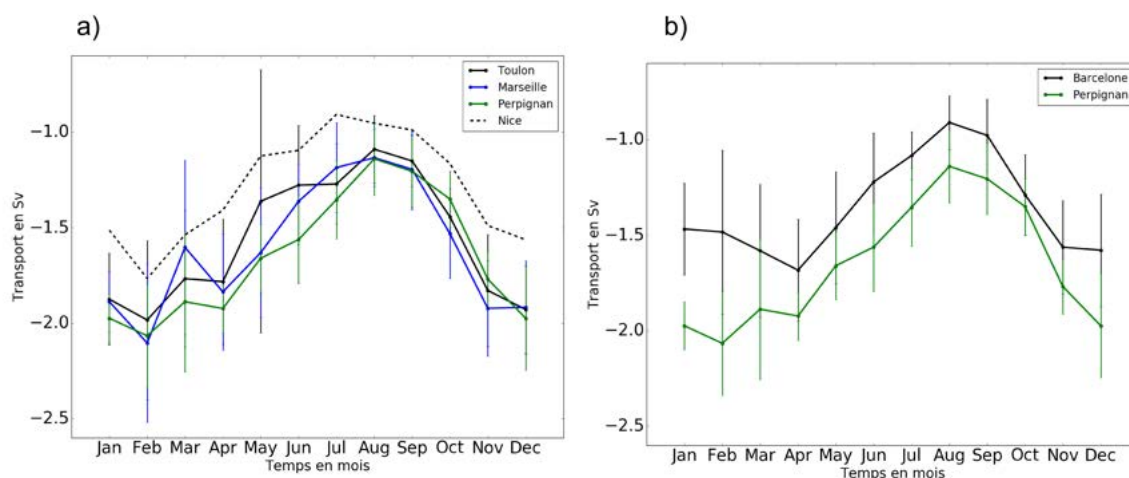 a)
Toulon
Marseille
Perpignan
Nice
Transport en Sv
−1.0
−1.5
−2.0
−2.5
Jan Feb Mar Apr May Jun Jul Aug Sep Oct Nov Dec
Temps en mois
b)
Barcelone
Perpignan
Transport en Sv
−1.0
−1.5
−2.0
−2.5
Jan Feb Mar Apr May Jun Jul Aug Sep Oct Nov Dec
Temps en mois